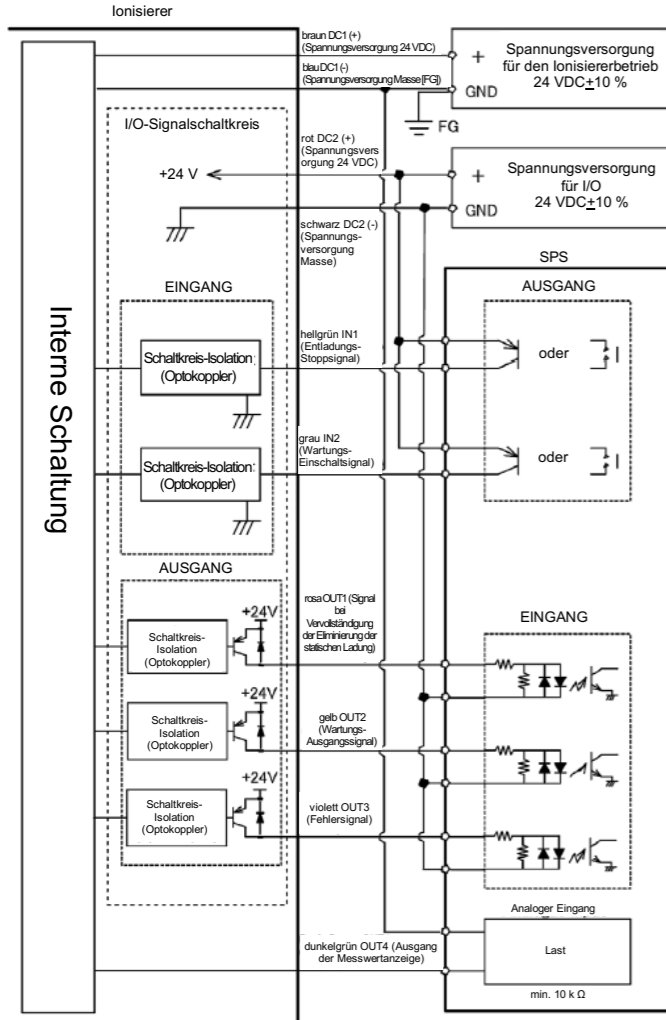 Ionisierer
braun DC1 (+)
(Spannungsversorgung 24 VDC)
blau DC1 (-)
(Spannungsversorgung Masse [FG])
+
Spannungsversorgung
für den Ionisiererbetrieb
24 VDC±10 %
GND
FG
I/O-Signalschaltkreis
rot DC2 (+)
(Spannungsvers
orgung 24 VDC)
+24 V
+
Spannungsversorgung
für I/O
24 VDC±10 %
GND
schwarz DC2 (-)
(Spannungs-
versorgung
Masse)
SPS
EINGANG
AUSGANG
Interne Schaltung
hellgrün IN1
(Entladungs-
Stoppsignal)
Schaltkreis-Isolation:
(Optokoppler)
oder
grau IN2
(Wartungs-
Einschaltsignal)
Schaltkreis-Isolation:
(Optokoppler)
oder
AUSGANG
EINGANG
rosa OUT1 (Signal
bei
Vervollständigung
der Eliminierung der
statischen Ladung)
+24V
Schaltkreis-
Isolation
(Optokoppler)
+24V
gelb OUT2
(Wartungs-
Ausgangssignal)
Schaltkreis-
Isolation
(Optokoppler)
+24V
violett OUT3
(Fehlersignal)
Schaltkreis-
Isolation
(Optokoppler)
Analoger Eingang
dunkelgrün OUT4 (Ausgang
der Messwertanzeige)
Last
min. 10 k Ω